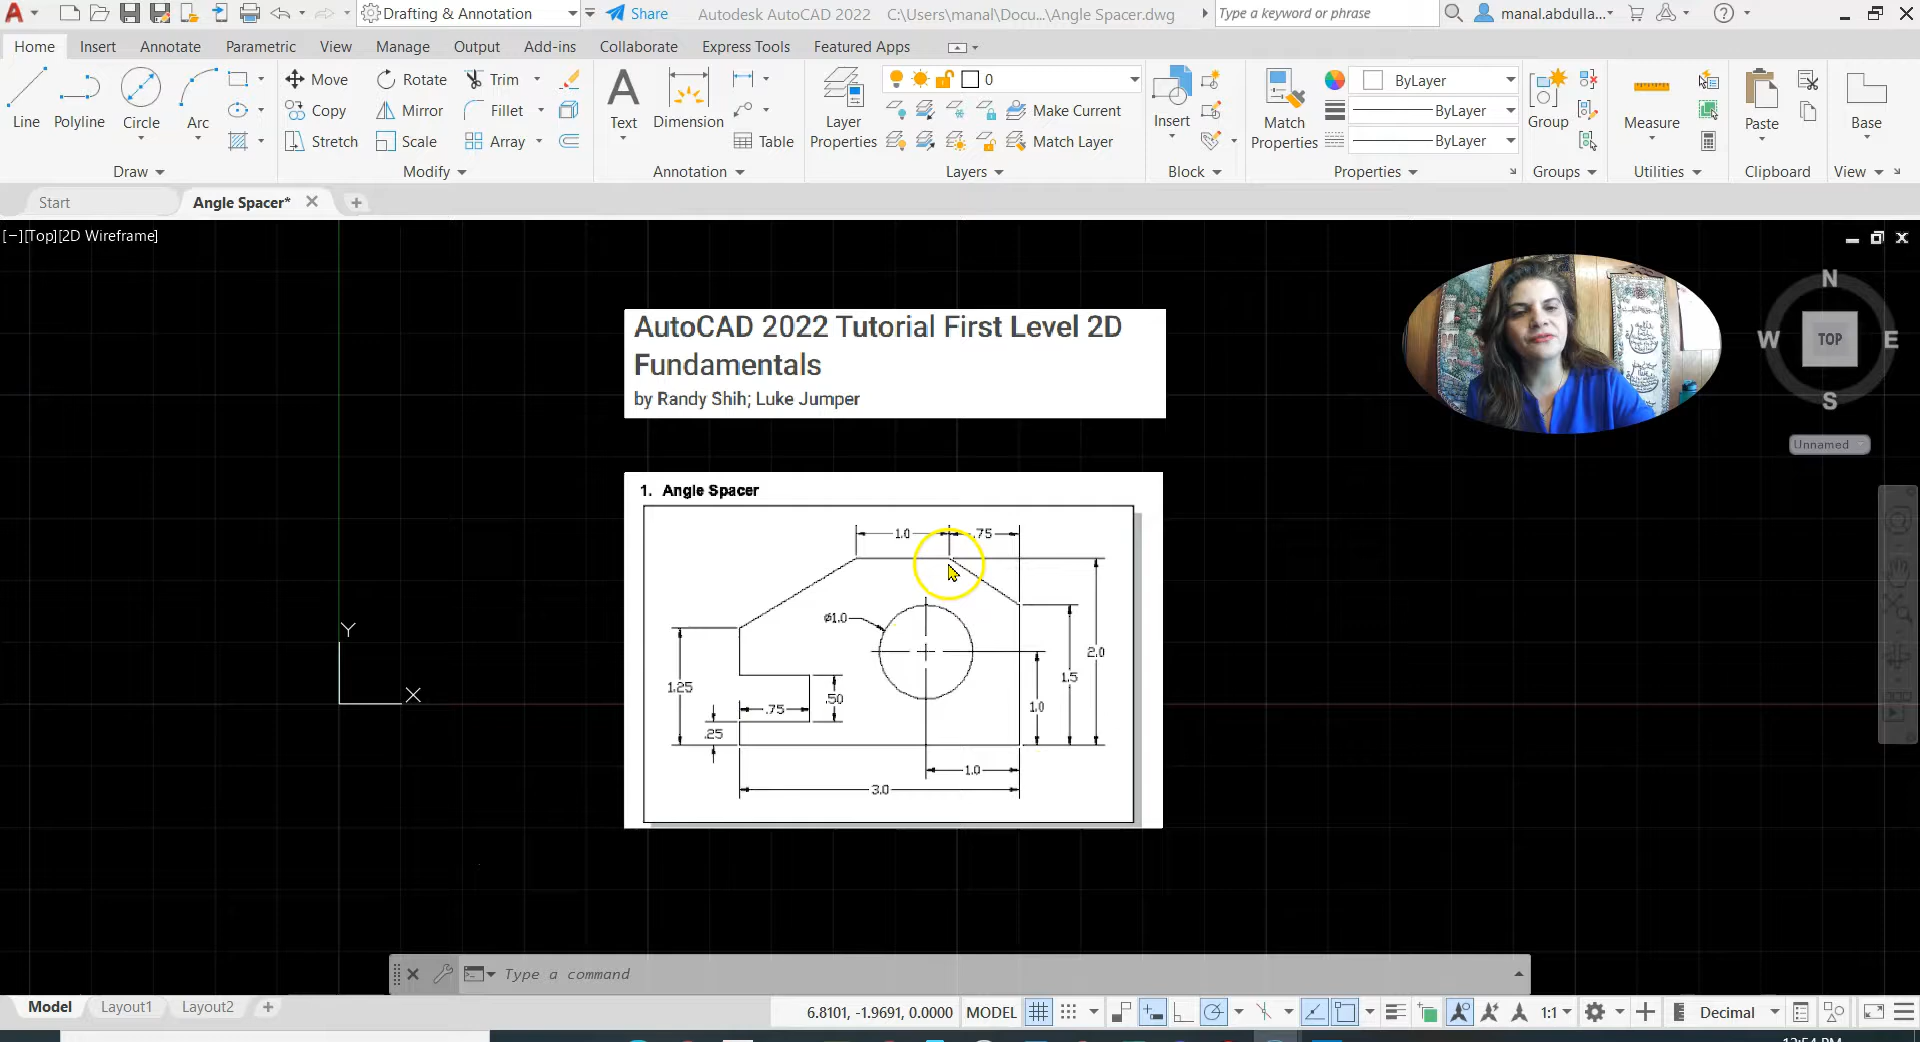 Drafting & Annotation
Share
Autodesk AutoCAD 2022
C:\Users\manal\Docu...\Angle Spacer.dwg
Type a keyword or phrase
manal.abdulla...
Home
Insert
Annotate
Parametric
View
Manage
Output
Add-ins
Collaborate
Express Tools
Featured Apps
Line
Polyline
Circle
Arc
Draw
Move
Rotate
Trim
Copy
Mirror
Fillet
Stretch
Scale
Array
Modify
Text
Dimension
Table
Annotation
Layer
Properties
0
Make Current
Match Layer
Layers
Insert
Block
Match
Properties
ByLayer
ByLayer
ByLayer
Properties
Group
Groups
Measure
Utilities
Paste
Clipboard
Base
View
Start
Angle Spacer*
[−][Top][2D Wireframe]
N
W
TOP
E
S
Unnamed
AutoCAD 2022 Tutorial First Level 2D
Fundamentals
by Randy Shih; Luke Jumper
1. Angle Spacer
1.0
.75
ø1.0
2.0
1.5
1.25
.50
.75
1.0
.25
1.0
3.0
Y
X
Type a command
Model
Layout1
Layout2
6.8101, -1.9691, 0.0000
MODEL
1:1
Decimal